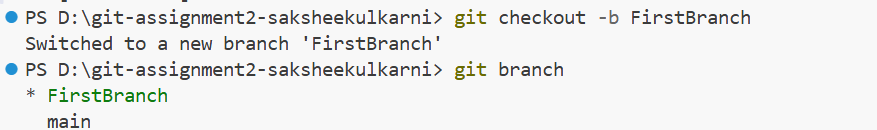 PS D:\git-assignment2-saksheekulkarni> git checkout -b FirstBranch
Switched to a new branch 'FirstBranch'
PS D:\git-assignment2-saksheekulkarni> git branch
* FirstBranch
  main